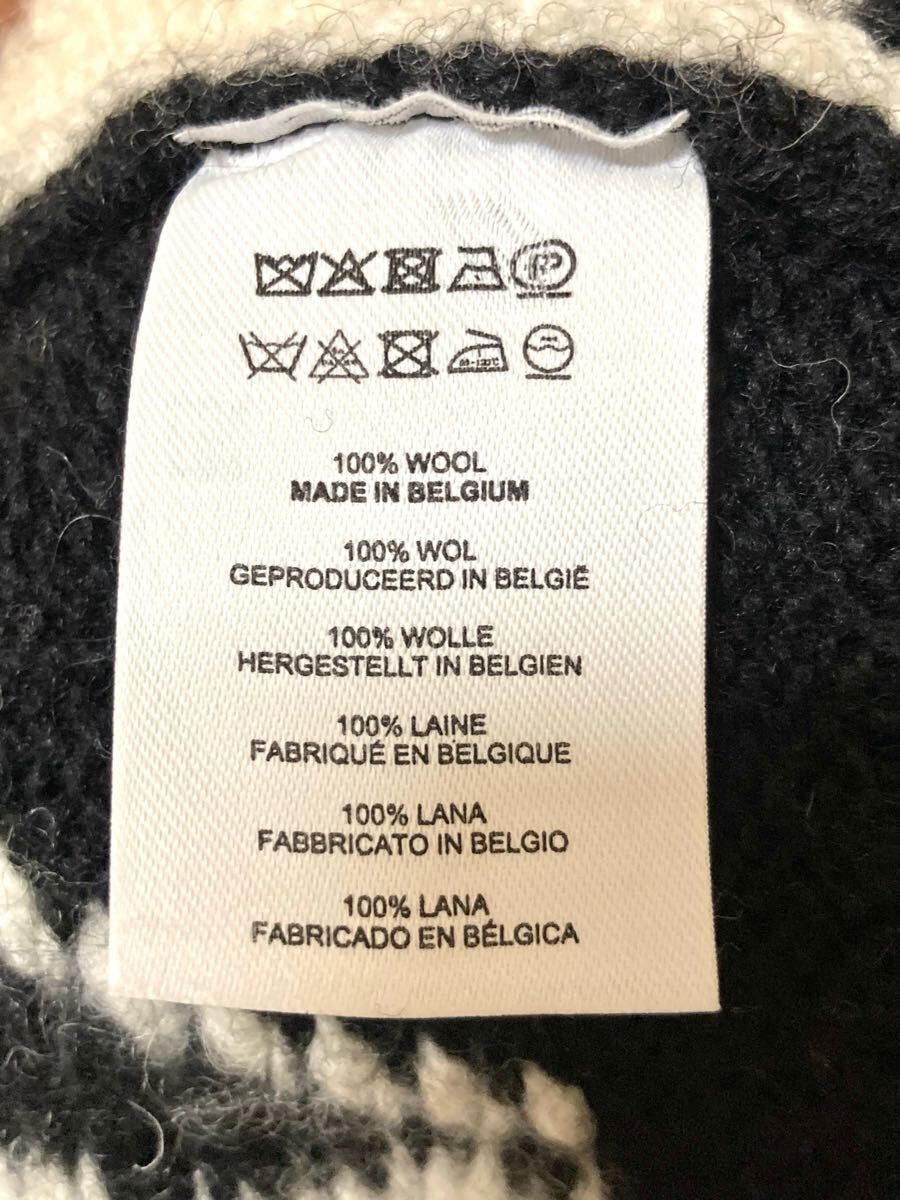 P
100% WOOL
MADE IN BELGIUM
100% WOL
GEPRODUCEERD IN BELGIË
100% WOLLE
HERGESTELLT IN BELGIEN
100% LAINE
FABRIQUÉ EN BELGIQUE
100% LANA
FABBRICATO IN BELGIO
100% LANA
FABRICADO EN BÉLGICA